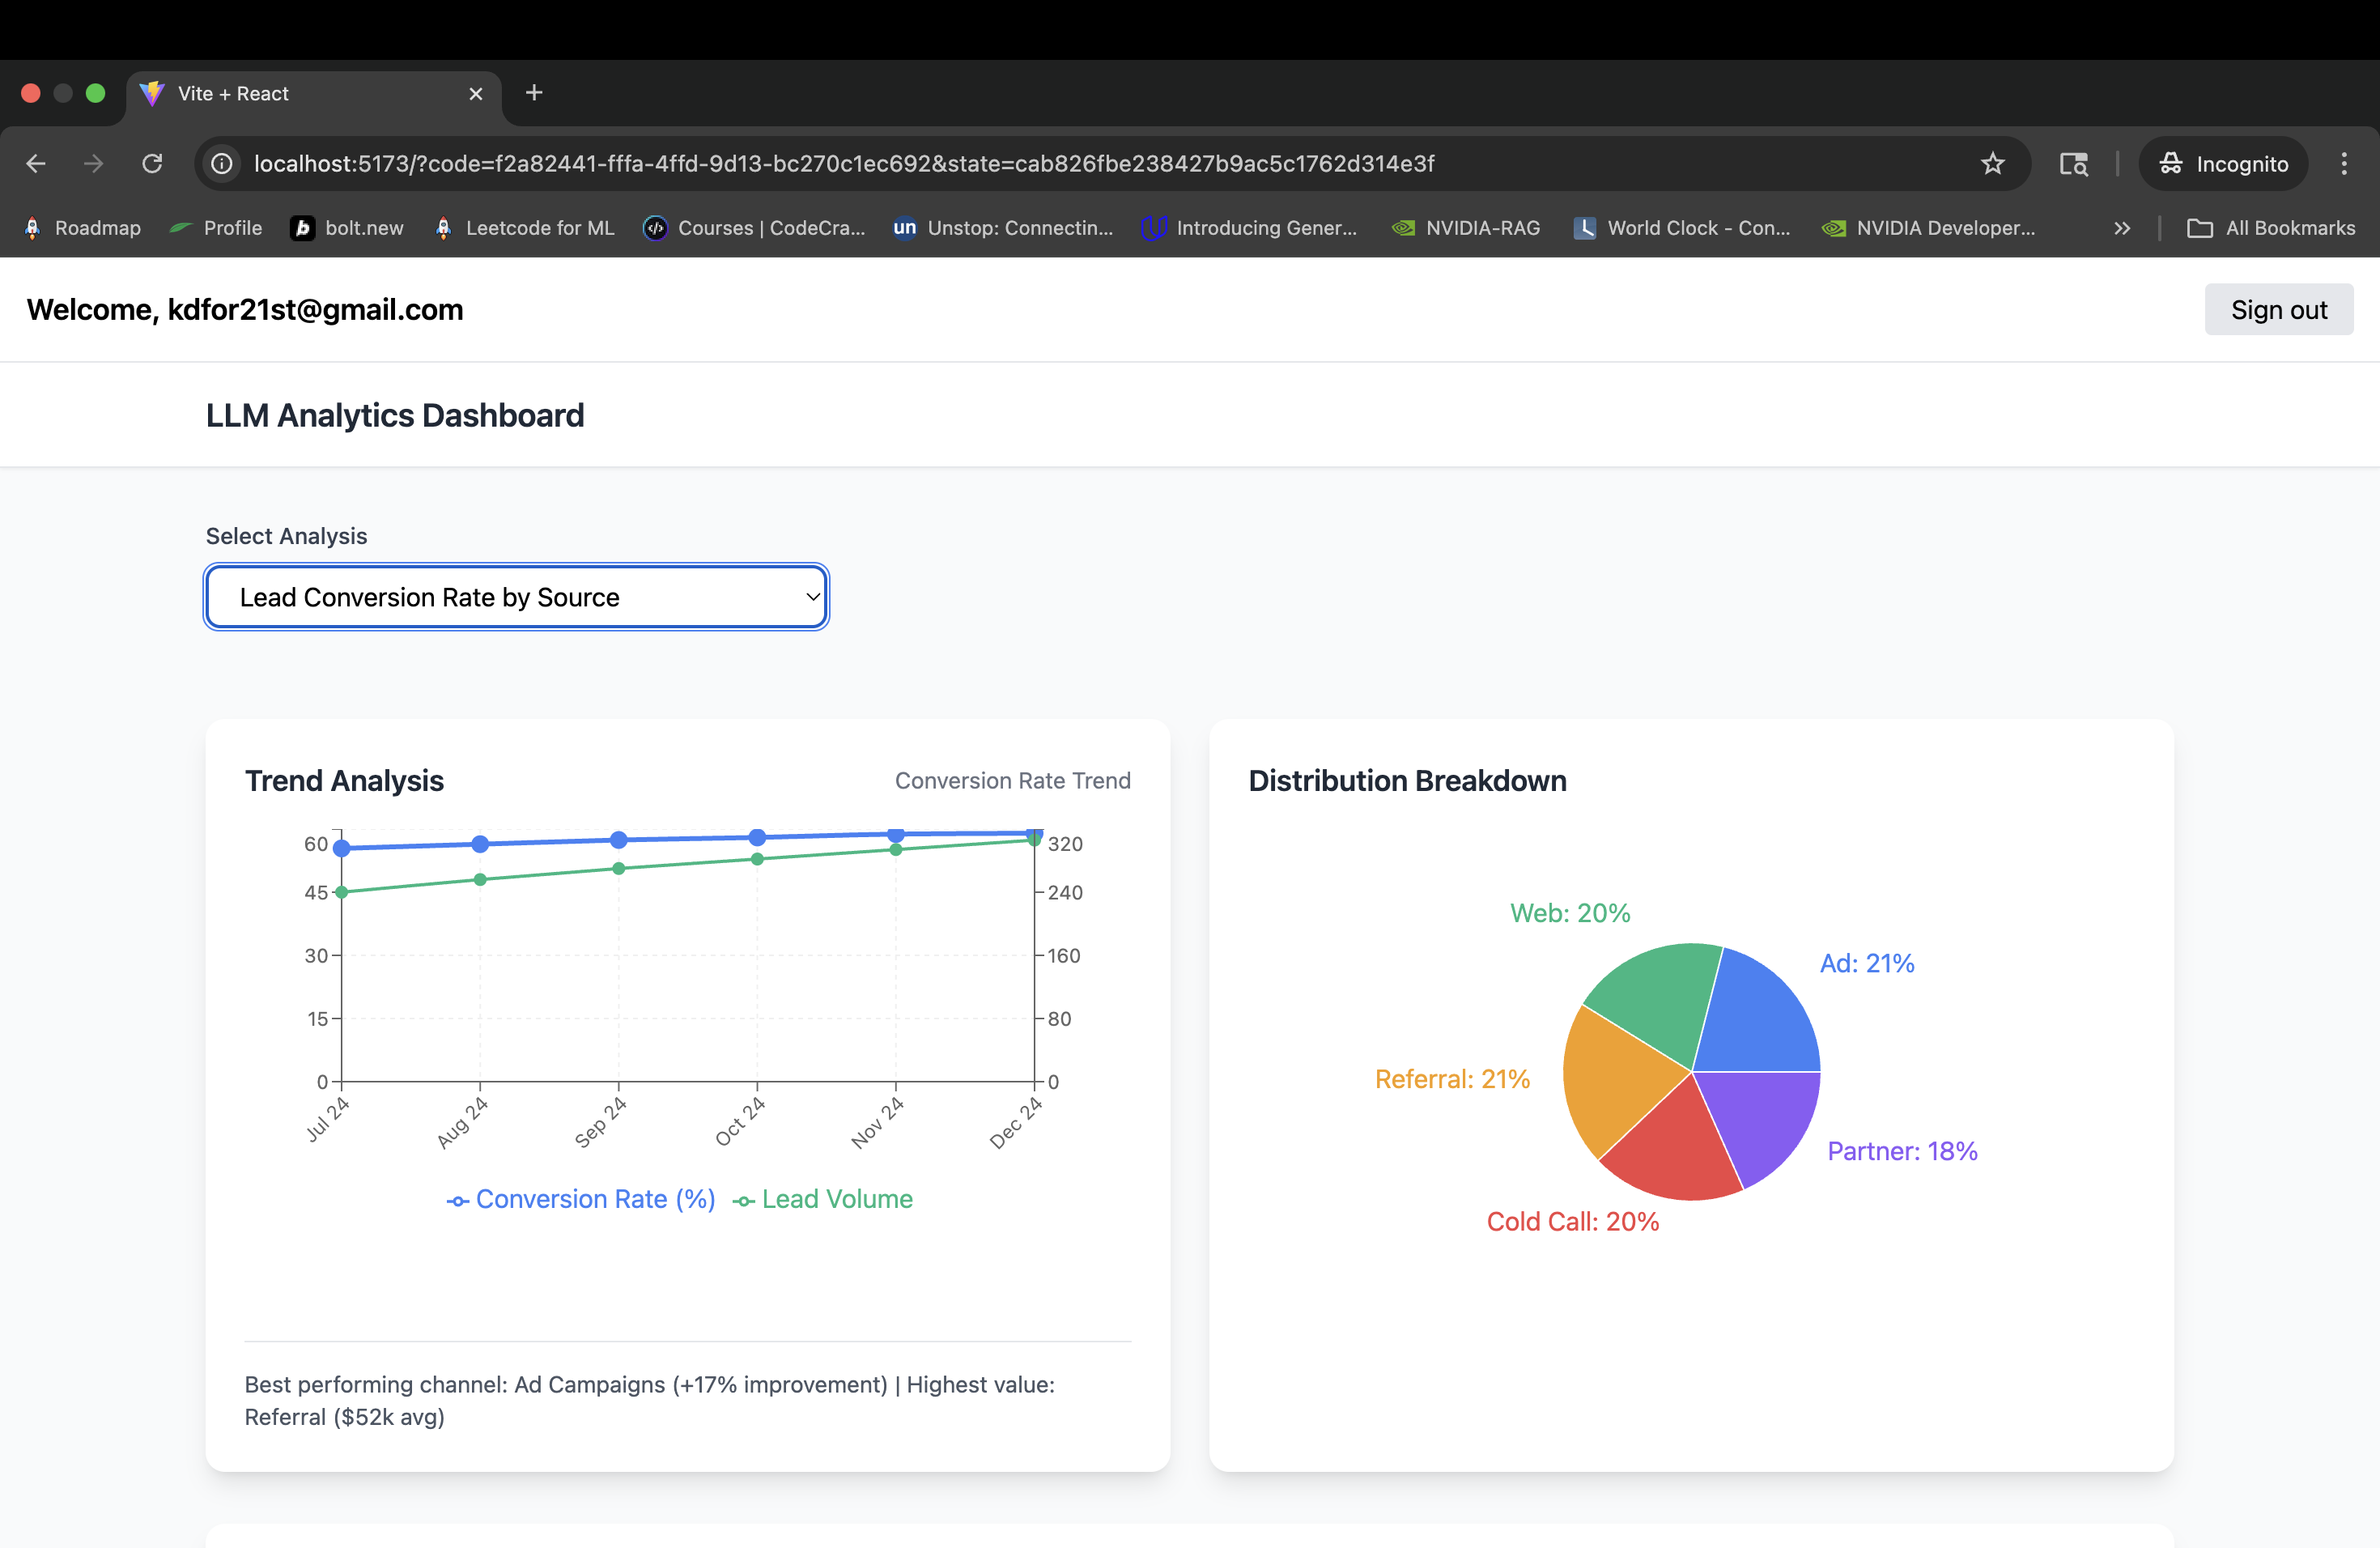 Vite + React
localhost:5173/?code=f2a82441-fffa-4ffd-9d13-bc270c1ec692&state=cab826fbe238427b9ac5c1762d314e3f
Incognito
Roadmap
Profile
b
bolt.new
Leetcode for ML
</>
Courses | CodeCra...
un
Unstop: Connectin...
Introducing Gener...
NVIDIA-RAG
World Clock - Con...
NVIDIA Developer...
All Bookmarks
Welcome, kdfor21st@gmail.com
Sign out
LLM Analytics Dashboard
Select Analysis
Lead Conversion Rate by Source
Trend Analysis
Conversion Rate Trend
60
45
30
15
0
320
240
160
80
0
Jul 24
Aug 24
Sep 24
Oct 24
Nov 24
Dec 24
Conversion Rate (%)
Lead Volume
Best performing channel: Ad Campaigns (+17% improvement) | Highest value:
Referral ($52k avg)
Distribution Breakdown
Web: 20%
Ad: 21%
Referral: 21%
Partner: 18%
Cold Call: 20%